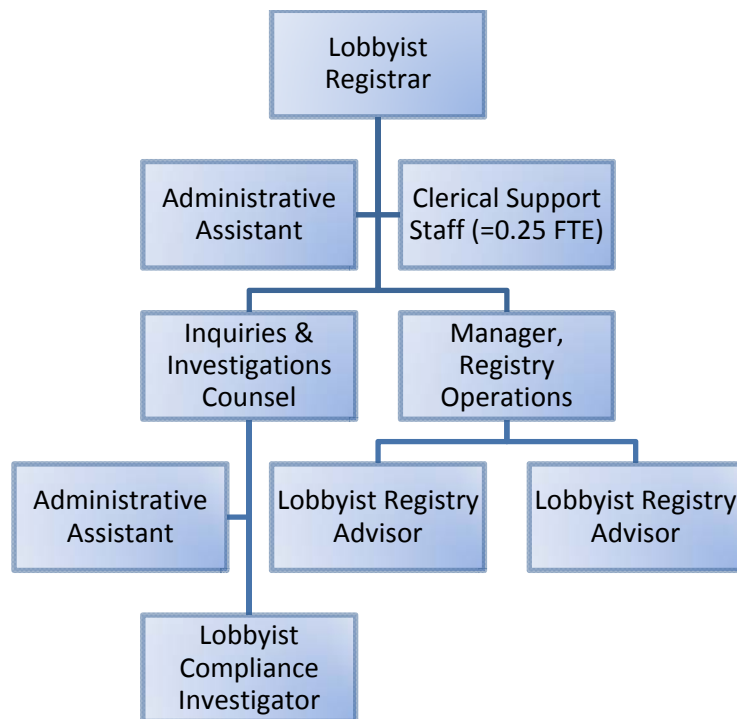 Lobbyist
Registrar
Administrative
Assistant
Clerical Support
Staff (=0.25 FTE)
Inquiries &
Investigations
Counsel
Manager,
Registry
Operations
Administrative
Assistant
Lobbyist Registry
Advisor
Lobbyist Registry
Advisor
Lobbyist
Compliance
Investigator